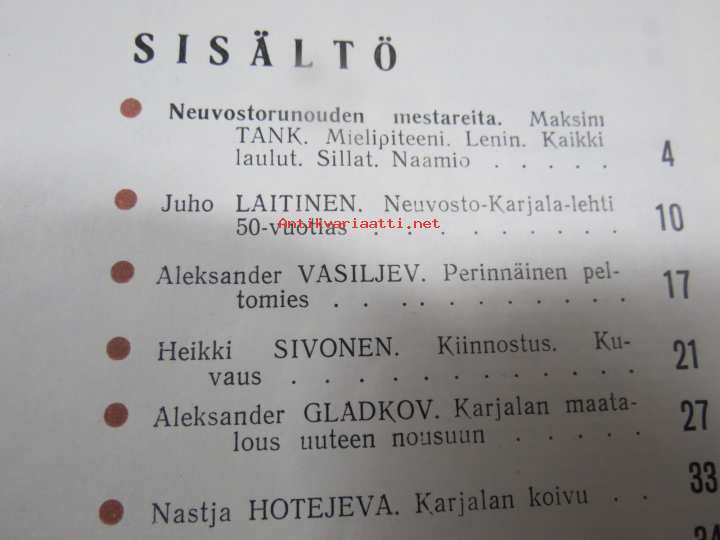 SISÄLTÖ
Neuvostorunouden mestareita. Maksim
TANK. Mielipiteeni. Lenin. Kaikki
laulut. Sillat. Naamio . . . . . 4
Juho LAITINEN. Neuvosto-Karjala-lehti
50-vuotias . . . . . . . . . . . 10
Antikvariaatti.net
Aleksander VASILJEV. Perinnäinen pel-
tomies . . . . . . . . . . . 17
Heikki SIVONEN. Kiinnostus. Ku-
vaus . . . . . . . . . . . . 21
Aleksander GLADKOV. Karjalan maata-
lous uuteen nousuun . . . . . 27
Nastja HOTEJEVA. Karjalan koivu . . 33